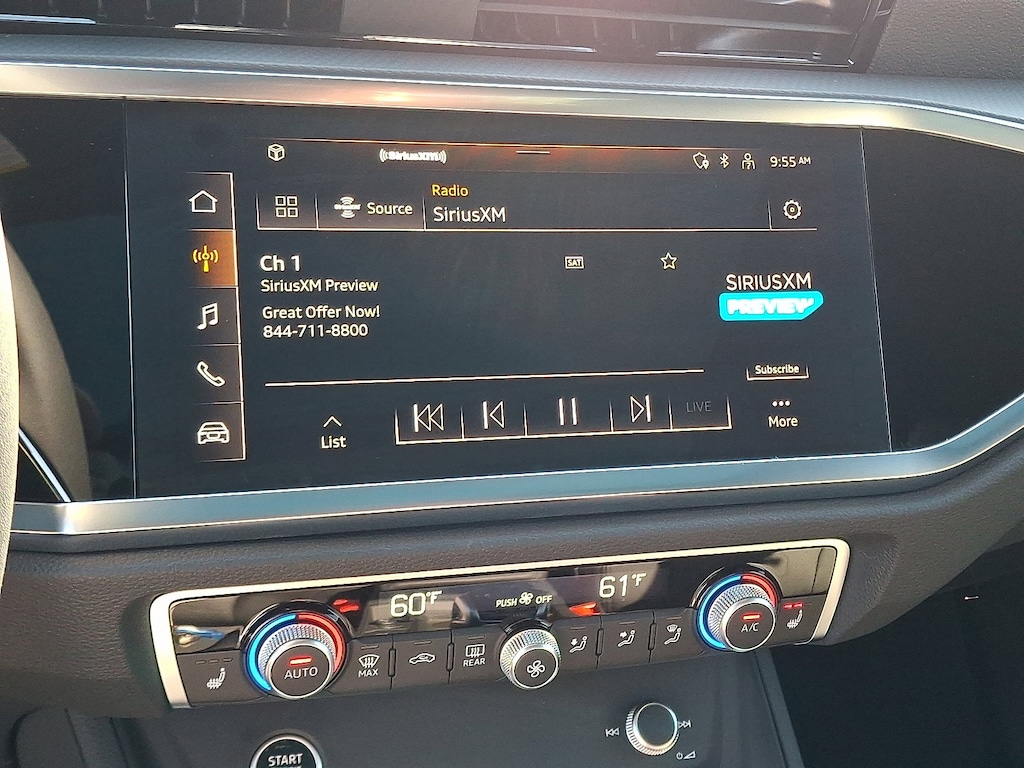 ((SiriusXM))
9:55 AM
Radio
Source
SiriusXM
Ch 1
SAT
SiriusXM Preview
SIRIUSXM
PREVIEW
Great Offer Now!
844-711-8800
Subscribe
LIVE
List
More
60°F
PUSH OFF
61°F
A/C
AUTO
MAX
REAR
START